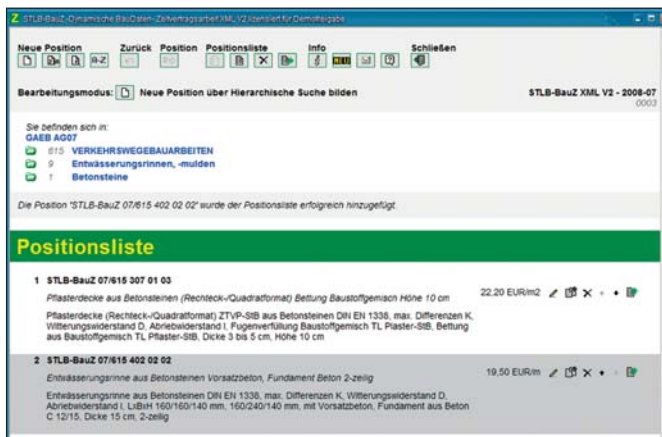 STLB-BauZ -Dynamische BauDaten- Zeitvertragsarbeit XML, V2 lizensiert für Demofreigabe
Neue Position Zurück Position Positionsliste Info Schließen
A-Z NEU
Bearbeitungsmodus: Neue Position über Hierarchische Suche bilden STLB-BauZ XML V2 - 2008-07
0003
Sie befinden sich in:
GAEB AG07
615 VERKEHRSWEGEBAUARBEITEN
9 Entwässerungsrinnen, -mulden
1 Betonsteine
Die Position "STLB-BauZ 07/615 402 02 02" wurde der Positionsliste erfolgreich hinzugefügt.
Positionsliste
1 STLB-BauZ 07/615 307 01 03
Pflasterdecke aus Betonsteinen (Rechteck-/Quadratformat) Bettung Baustoffgemisch Höhe 10 cm 22,20 EUR/m2
Pflasterdecke (Rechteck-/Quadratformat) ZTVP-StB aus Betonsteinen DIN EN 1338, max. Differenzen K,
Witterungswiderstand D, Abriebwiderstand I, Fugenverfüllung Baustoffgemisch TL Pflaster-StB, Bettung
aus Baustoffgemisch TL Pflaster-StB, Dicke 3 bis 5 cm, Höhe 10 cm
2 STLB-BauZ 07/615 402 02 02
Entwässerungsrinne aus Betonsteinen Vorsatzbeton, Fundament Beton 2-zeilig 19,50 EUR/m
Entwässerungsrinne aus Betonsteinen DIN EN 1338, max. Differenzen K, Witterungswiderstand D,
Abriebwiderstand I, LxBxH 160/160/140 mm, 160/240/140 mm, mit Vorsatzbeton, Fundament aus Beton
C 12/15, Dicke 15 cm, 2-zeilig